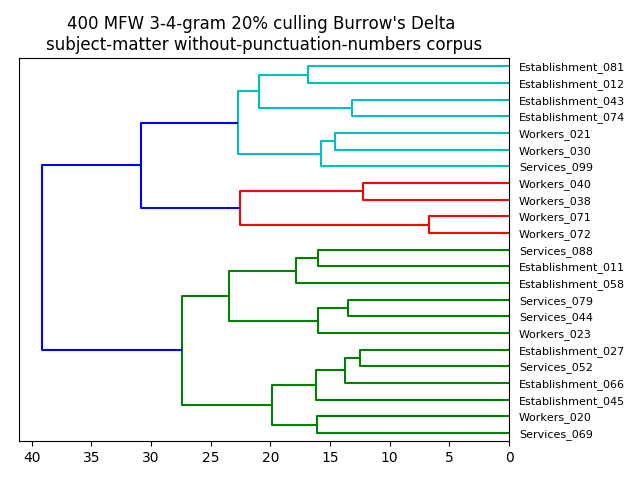 400 MFW 3-4-gram 20% culling Burrow's Delta
subject-matter without-punctuation-numbers corpus
Establishment_081
Establishment_012
Establishment_043
Establishment_074
Workers_021
Workers_030
Services_099
Workers_040
Workers_038
Workers_071
Workers_072
Services_088
Establishment_011
Establishment_058
Services_079
Services_044
Workers_023
Establishment_027
Services_052
Establishment_066
Establishment_045
Workers_020
Services_069
40 35 30 25 20 15 10 5 0